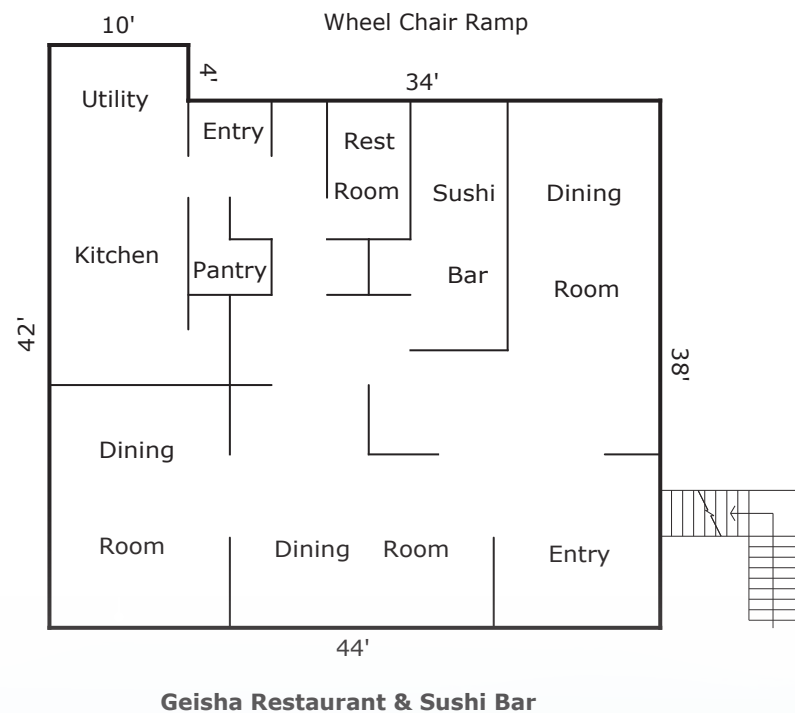 10'
Wheel Chair Ramp
4'
34'
Utility
Entry
Rest
Room
Sushi
Bar
Dining
Room
Kitchen
Pantry
42'
38'
Dining
Room
Dining Room
Entry
44'
Geisha Restaurant & Sushi Bar